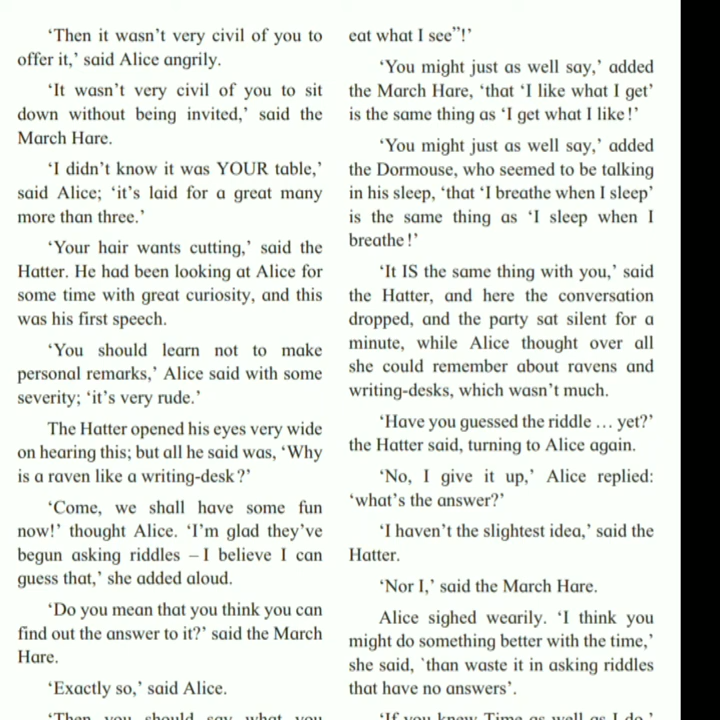 ‘Then it wasn’t very civil of you to
offer it,’ said Alice angrily.
‘It wasn’t very civil of you to sit
down without being invited,’ said the
March Hare.
‘I didn’t know it was YOUR table,’
said Alice; ‘it’s laid for a great many
more than three.’
‘Your hair wants cutting,’ said the
Hatter. He had been looking at Alice for
some time with great curiosity, and this
was his first speech.
‘You should learn not to make
personal remarks,’ Alice said with some
severity; ‘it’s very rude.’
The Hatter opened his eyes very wide
on hearing this; but all he said was, ‘Why
is a raven like a writing-desk?’
‘Come, we shall have some fun
now!’ thought Alice. ‘I’m glad they’ve
begun asking riddles – I believe I can
guess that,’ she added aloud.
‘Do you mean that you think you can
find out the answer to it?’ said the March
Hare.
‘Exactly so,’ said Alice.
‘Then you should say what you
eat what I see”!’
‘You might just as well say,’ added
the March Hare, ‘that ‘I like what I get’
is the same thing as ‘I get what I like!’
‘You might just as well say,’ added
the Dormouse, who seemed to be talking
in his sleep, ‘that ‘I breathe when I sleep’
is the same thing as ‘I sleep when I
breathe!’
‘It IS the same thing with you,’ said
the Hatter, and here the conversation
dropped, and the party sat silent for a
minute, while Alice thought over all
she could remember about ravens and
writing-desks, which wasn’t much.
‘Have you guessed the riddle … yet?’
the Hatter said, turning to Alice again.
‘No, I give it up,’ Alice replied:
‘what’s the answer?’
‘I haven’t the slightest idea,’ said the
Hatter.
‘Nor I,’ said the March Hare.
Alice sighed wearily. ‘I think you
might do something better with the time,’
she said, `than waste it in asking riddles
that have no answers’.
‘If you knew Time as well as I do,’